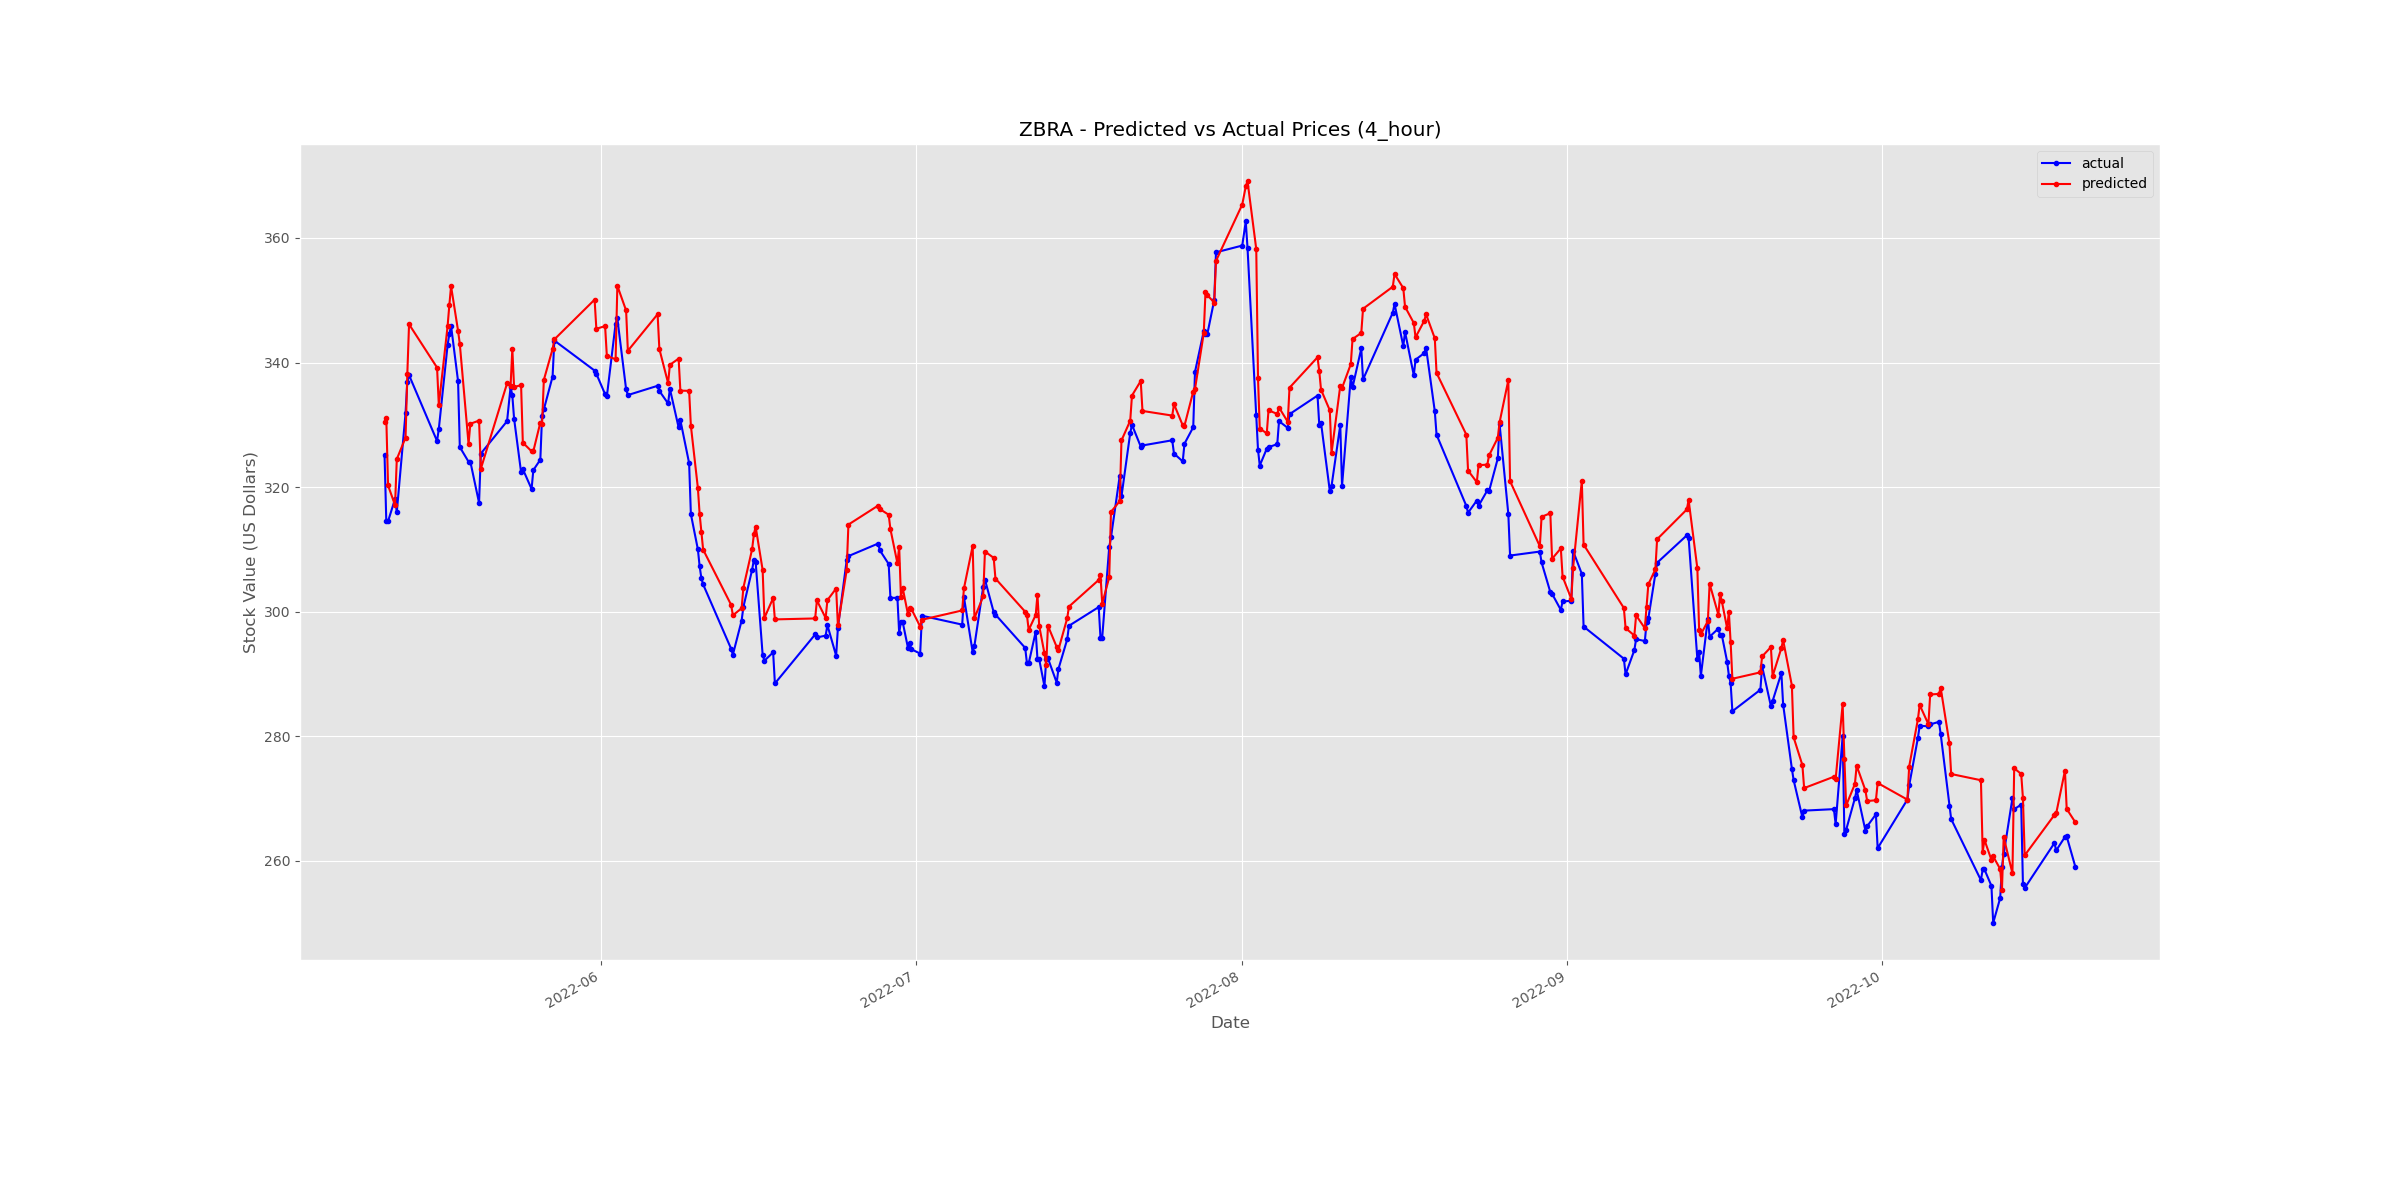 ZBRA - Predicted vs Actual Prices (4_hour)
actual
predicted
Stock Value (US Dollars)
360
340
320
300
280
260
2022-06
2022-07
2022-08
2022-09
2022-10
Date